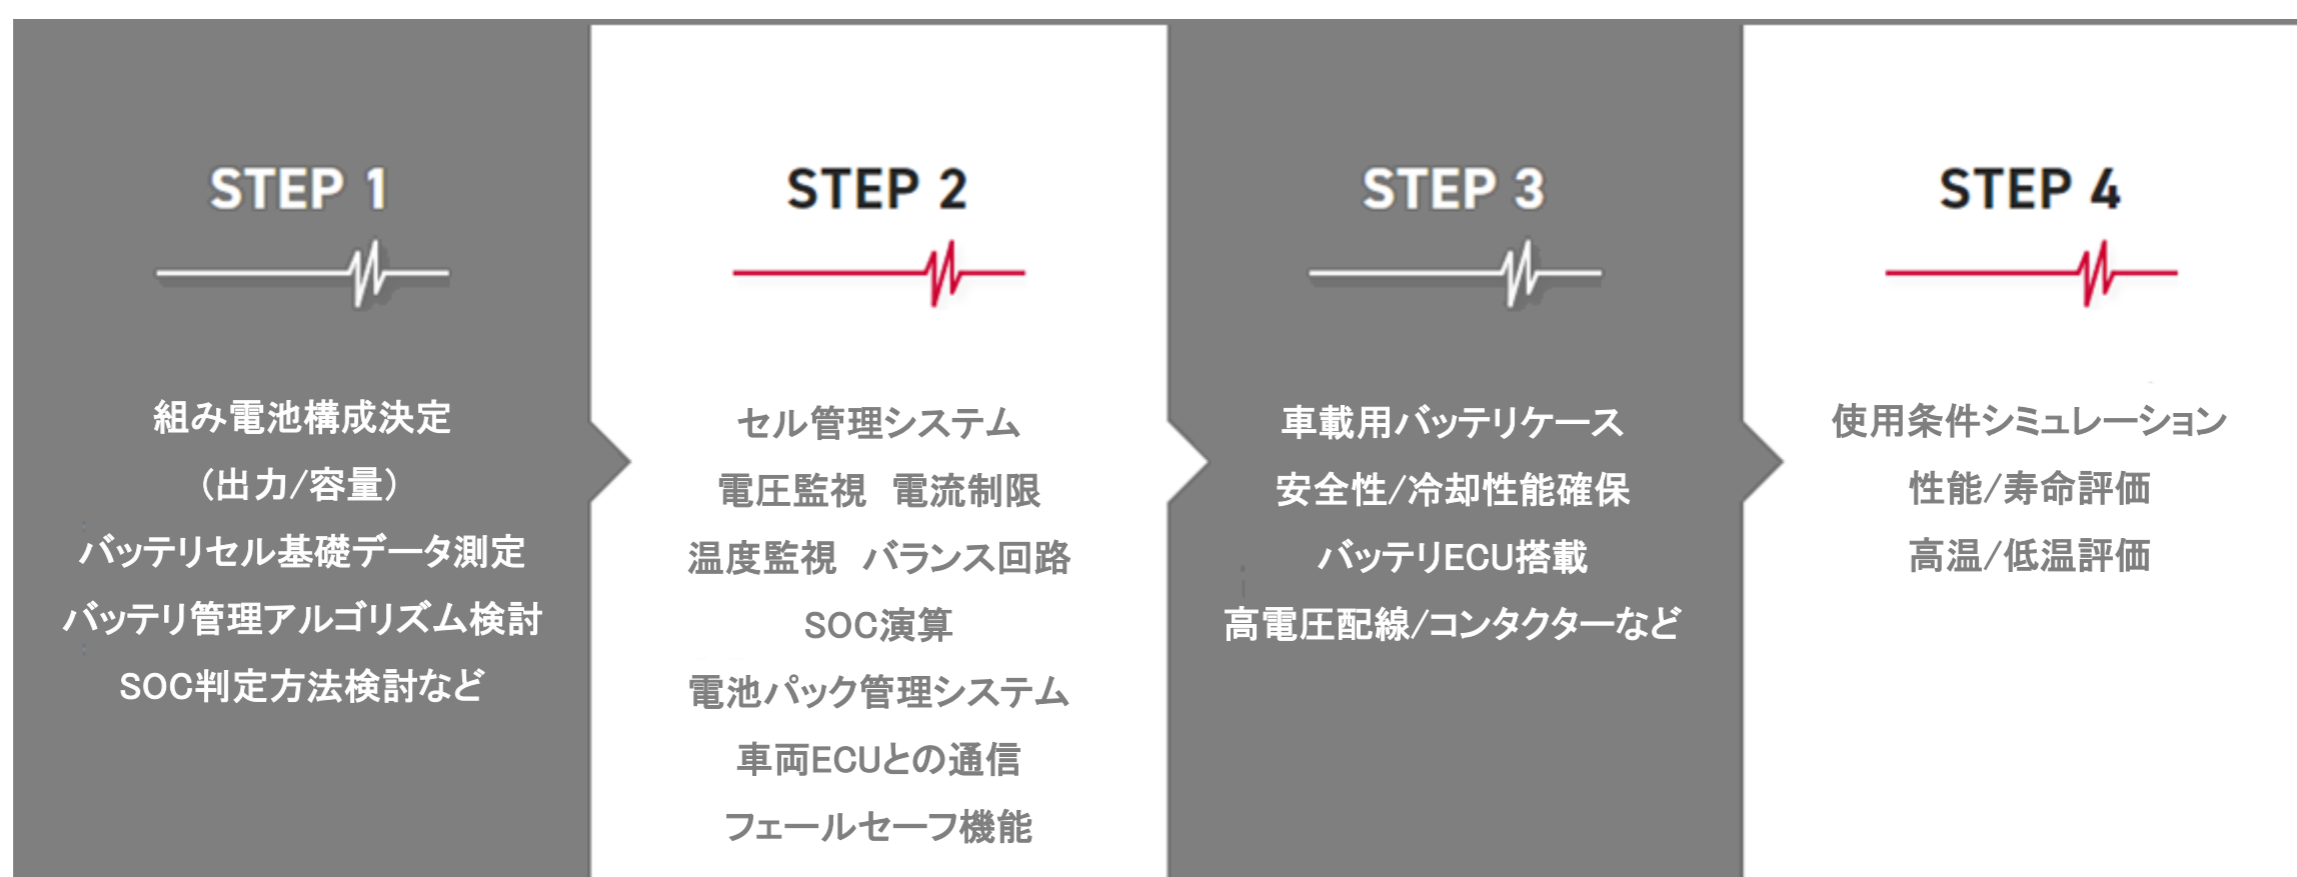 STEP 1
組み電池構成決定
(出力/容量)
バッテリセル基礎データ測定
バッテリ管理アルゴリズム検討
SOC判定方法検討など
STEP 2
セル管理システム
電圧監視 電流制限
温度監視 バランス回路
SOC演算
電池パック管理システム
車両ECUとの通信
フェールセーフ機能
STEP 3
車載用バッテリケース
安全性/冷却性能確保
バッテリECU搭載
高電圧配線/コンタクターなど
STEP 4
使用条件シミュレーション
性能/寿命評価
高温/低温評価